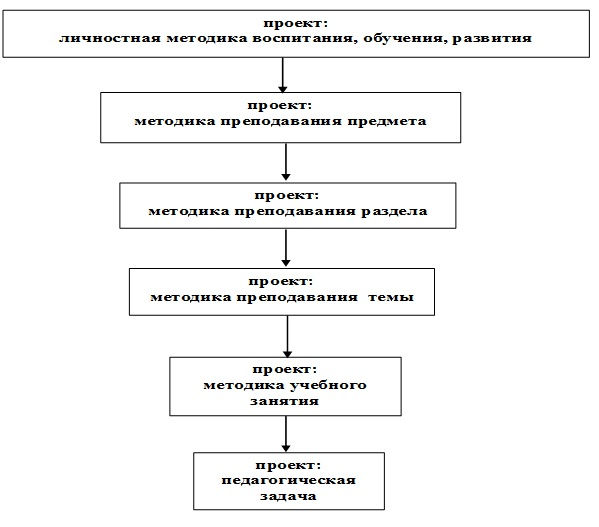 проект:
личностная методика воспитания, обучения, развития
проект:
методика преподавания предмета
проект:
методика преподавания раздела
проект:
методика преподавания темы
проект:
методика учебного
занятия
проект:
педагогическая
задача